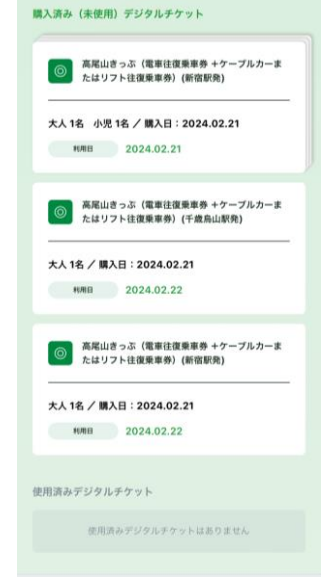 購入済み（未使用）デジタルチケット
高尾山きっぷ（電車往復乗車券 +ケーブルカーま
たはリフト往復乗車券）(新宿駅発)
大人 1名　小児 1名 / 購入日：2024.02.21
利用日 2024.02.21
高尾山きっぷ（電車往復乗車券 +ケーブルカーま
たはリフト往復乗車券）(千歳烏山駅発)
大人 1名 / 購入日：2024.02.21
利用日 2024.02.22
高尾山きっぷ（電車往復乗車券 +ケーブルカーま
たはリフト往復乗車券）(新宿駅発)
大人 1名 / 購入日：2024.02.21
利用日 2024.02.22
使用済みデジタルチケット
使用済みデジタルチケットはありません